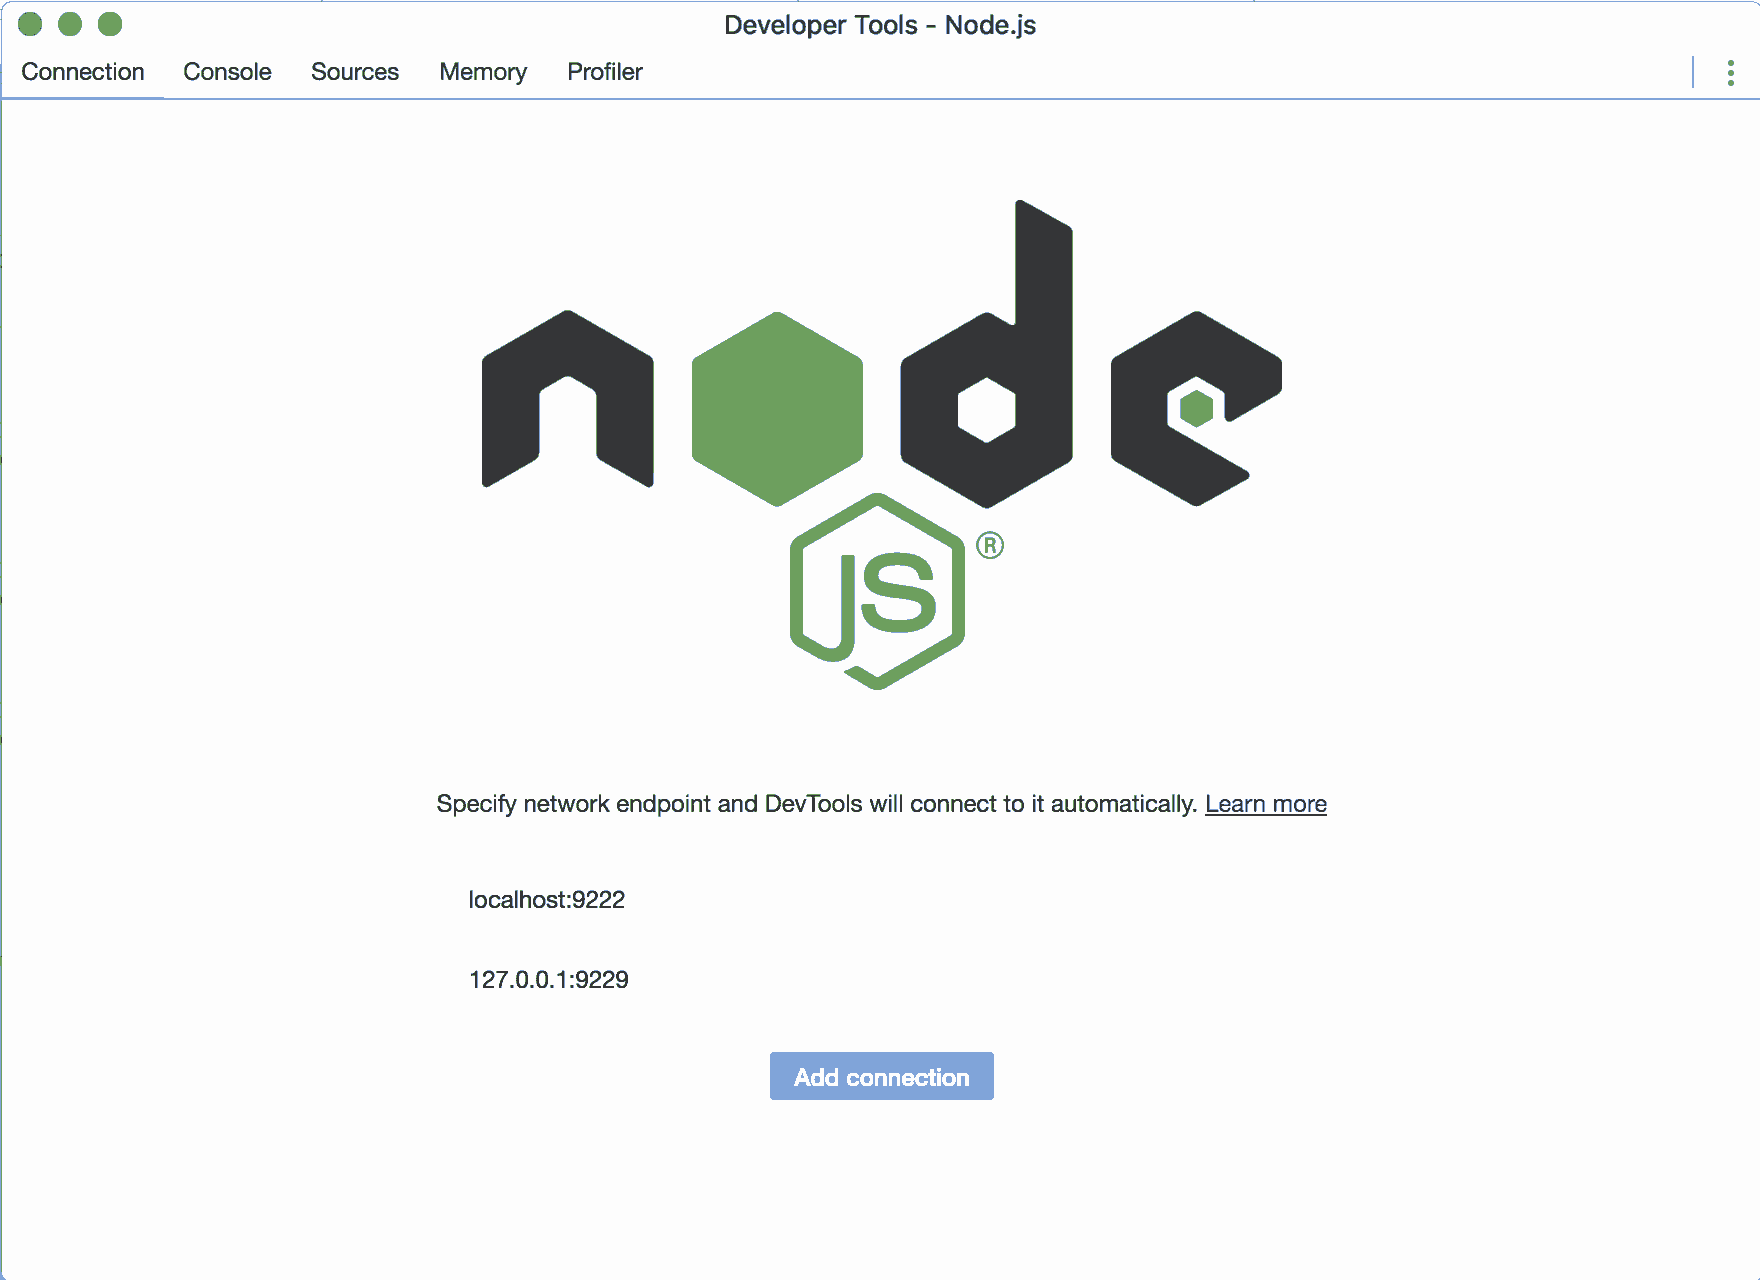 Developer Tools - Node.js
Connection Console Sources Memory Profiler
node
JS ®
Specify network endpoint and DevTools will connect to it automatically. Learn more
localhost:9222
127.0.0.1:9229
Add connection